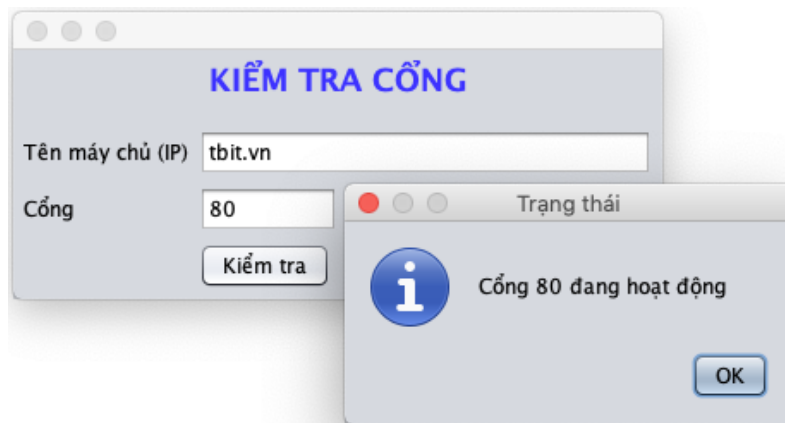 KIỂM TRA CỔNG
Tên máy chủ (IP) tbit.vn
Cổng 80
Kiểm tra
Trạng thái
Cổng 80 đang hoạt động
OK